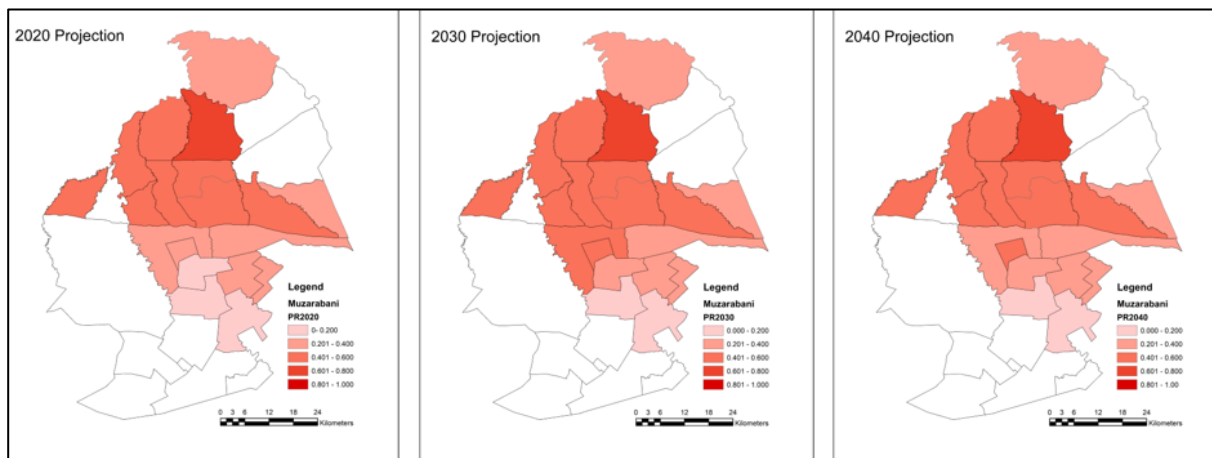 2020 Projection
Legend
Muzarabani
PR2020
0- 0.200
0.201 - 0.400
0.401 - 0.600
0.601 - 0.800
0.801 - 1.000
0 3 6 12 18 24
Kilometers
2030 Projection
Legend
Muzarabani
PR2030
0.000 - 0.200
0.201 - 0.400
0.401 - 0.600
0.601 - 0.800
0.801 - 1.000
0 3 6 12 18 24
Kilometers
2040 Projection
Legend
Muzarabani
PR2040
0.000 - 0.200
0.201 - 0.400
0.401 - 0.600
0.601 - 0.800
0.801 - 1.00
0 3 6 12 18 24
Kilometers